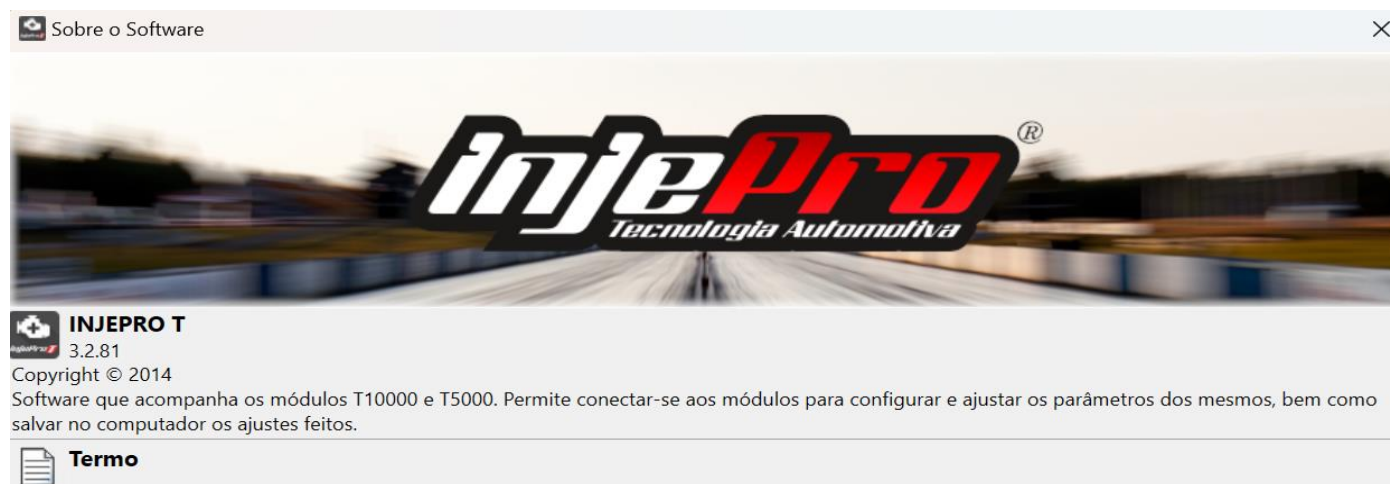 Sobre o Software
injePro
®
Tecnologia Automotiva
INJEPRO T
3.2.81
Copyright © 2014
Software que acompanha os módulos T10000 e T5000. Permite conectar-se aos módulos para configurar e ajustar os parâmetros dos mesmos, bem como
salvar no computador os ajustes feitos.
Termo